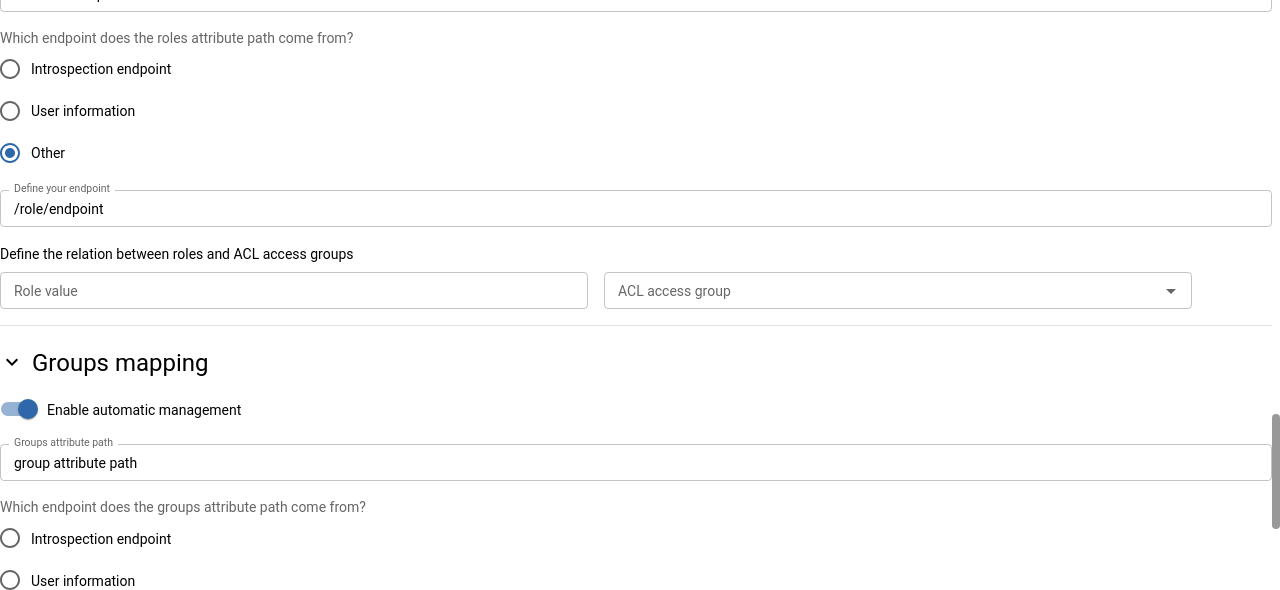 Which endpoint does the roles attribute path come from?
Introspection endpoint
User information
Other
Define your endpoint
/role/endpoint
Define the relation between roles and ACL access groups
Role value
ACL access group
Groups mapping
Enable automatic management
Groups attribute path
group attribute path
Which endpoint does the groups attribute path come from?
Introspection endpoint
User information